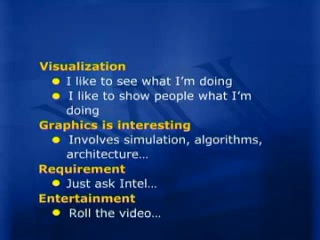 Visualization
I like to see what I'm doing
I like to show people what I'm
doing
Graphics is interesting
Involves simulation, algorithms,
architecture…
Requirement
Just ask Intel…
Entertainment
Roll the video…